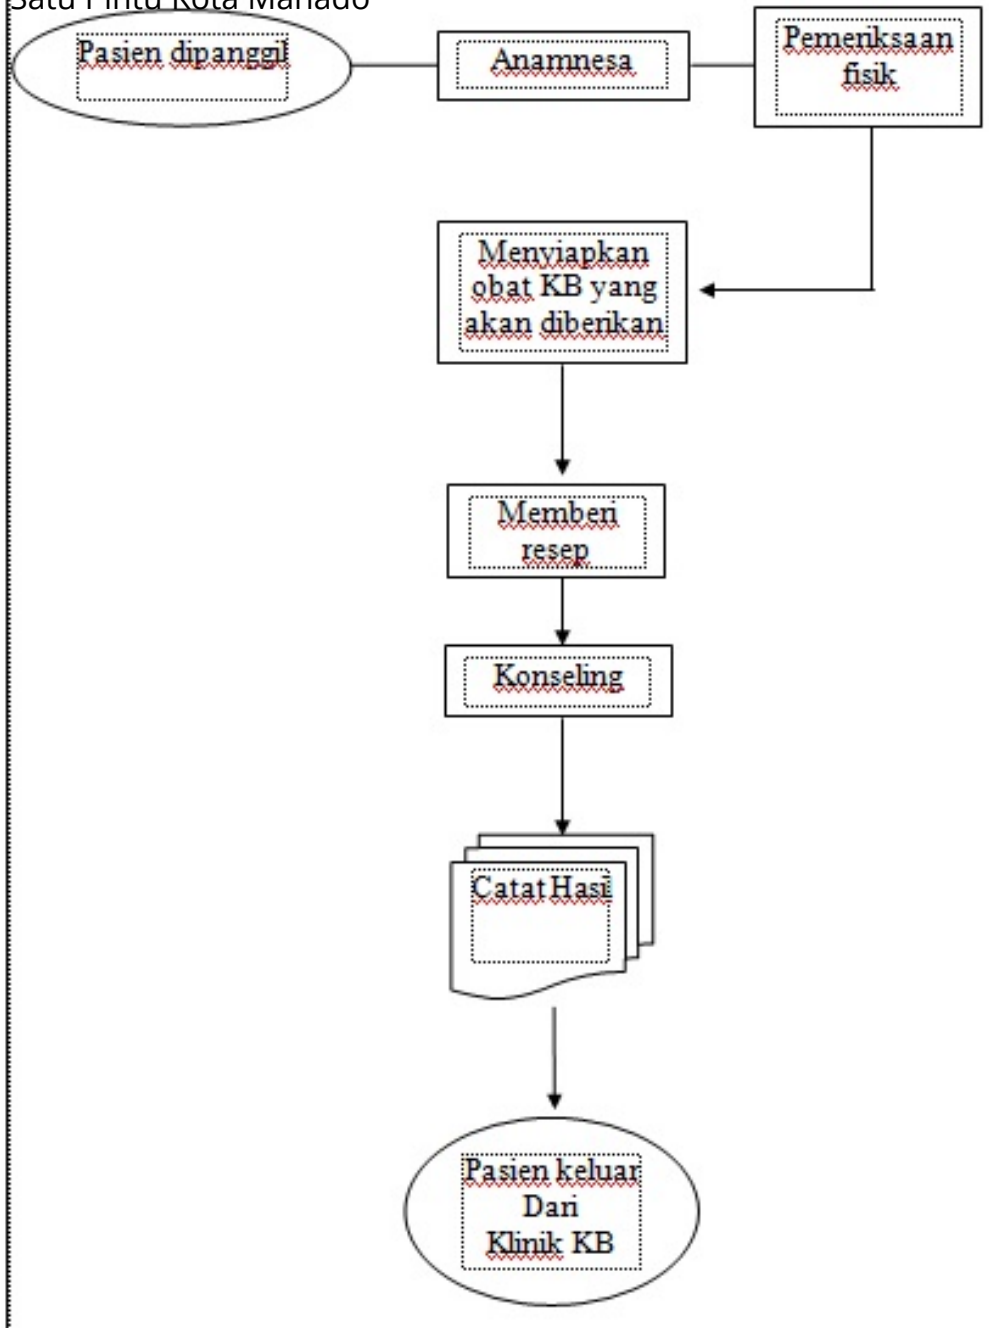 Satu Pintu Kota Manado
Pasien dipanggil
Anamnesa
Pemeriksaan
fisik
Menyiapkan
obat KB yang
akan diberikan
Memberi
resep
Konseling
Catat Hasil
Pasien keluar
Dari
Klinik KB